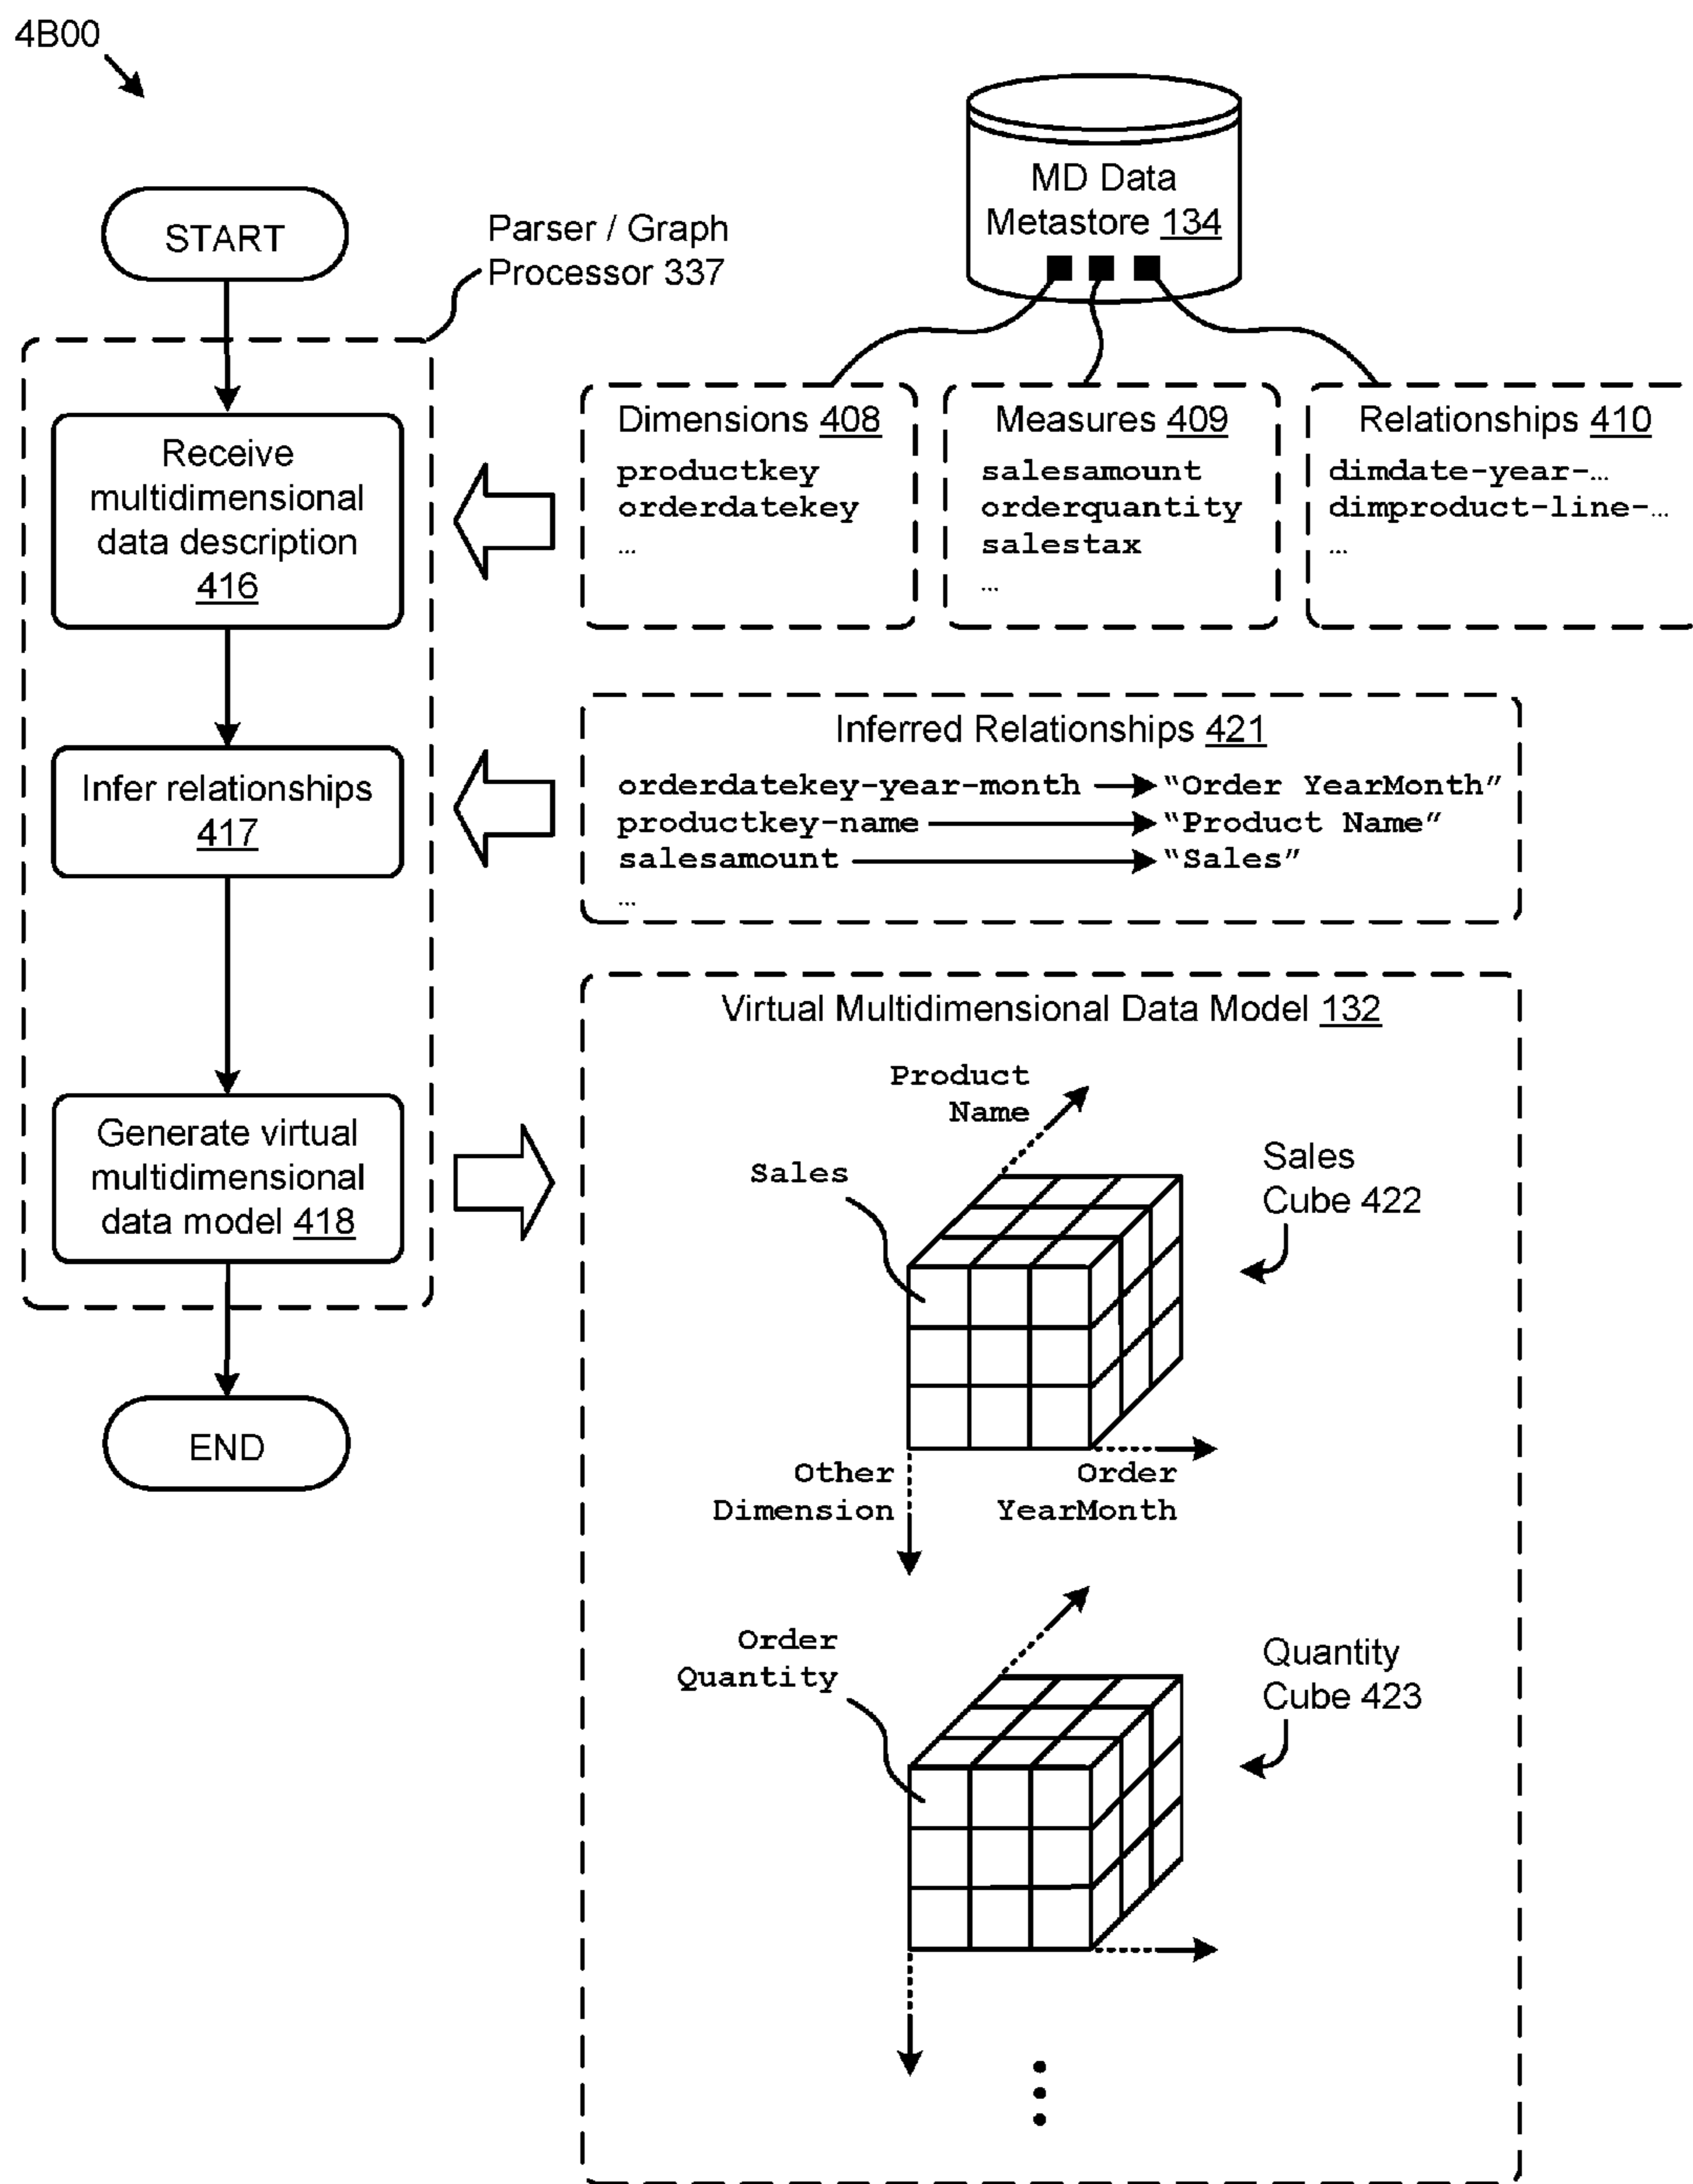 4B00
START
Parser / Graph
Processor 337
MD Data
Metastore 134
Receive
multidimensional
data description
416
Dimensions 408
productkey
orderdatekey
...
Measures 409
salesamount
orderquantity
salestax
...
Relationships 410
dimdate-year-...
dimproduct-line-...
...
Infer relationships
417
Inferred Relationships 421
orderdatekey-year-month “Order YearMonth”
productkey-name “Product Name”
salesamount “Sales”
...
Generate virtual
multidimensional
data model 418
END
Virtual Multidimensional Data Model 132
Product
Name
Sales
Sales
Cube 422
Other
Dimension
Order
YearMonth
Order
Quantity
Quantity
Cube 423